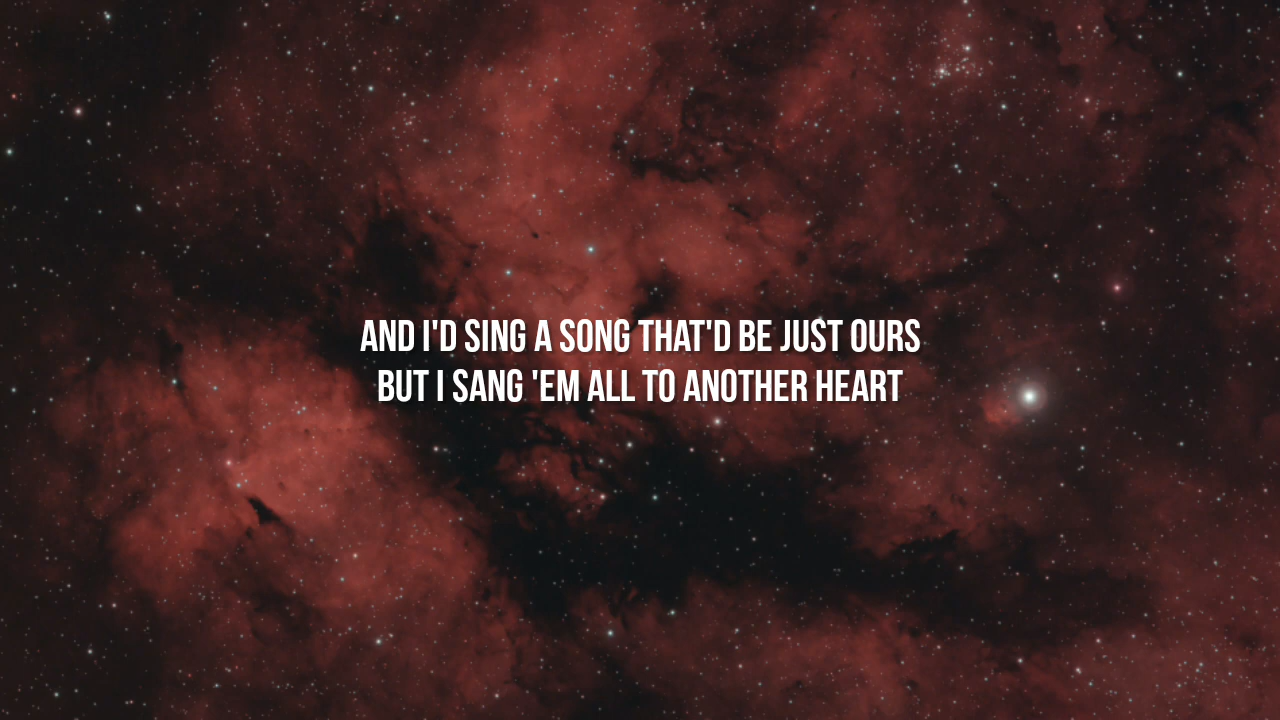 AND I'D SING A SONG THAT'D BE JUST OURS
BUT I SANG 'EM ALL TO ANOTHER HEART